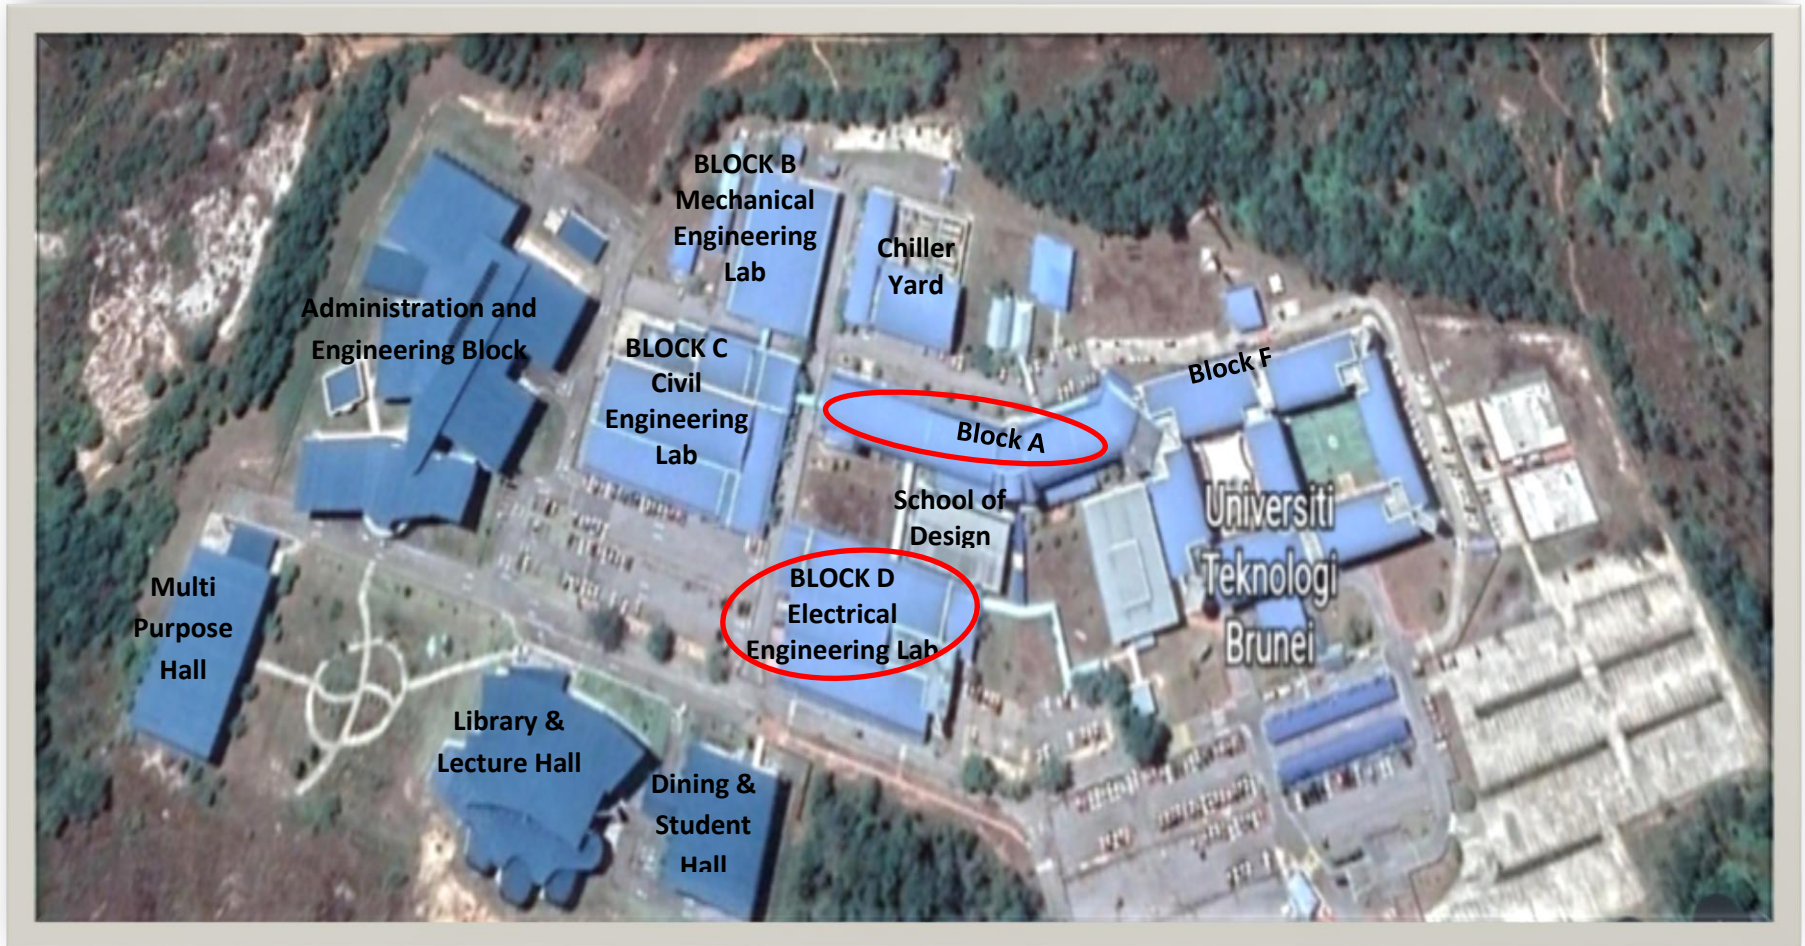 BLOCK B
Mechanical
Engineering
Lab
Chiller
Yard
Administration and
Engineering Block
BLOCK C
Civil
Engineering
Lab
Block F
Block A
School of
Design
Universiti
Teknologi
Brunei
BLOCK D
Electrical
Engineering Lab
Multi
Purpose
Hall
Library &
Lecture Hall
Dining &
Student
Hall